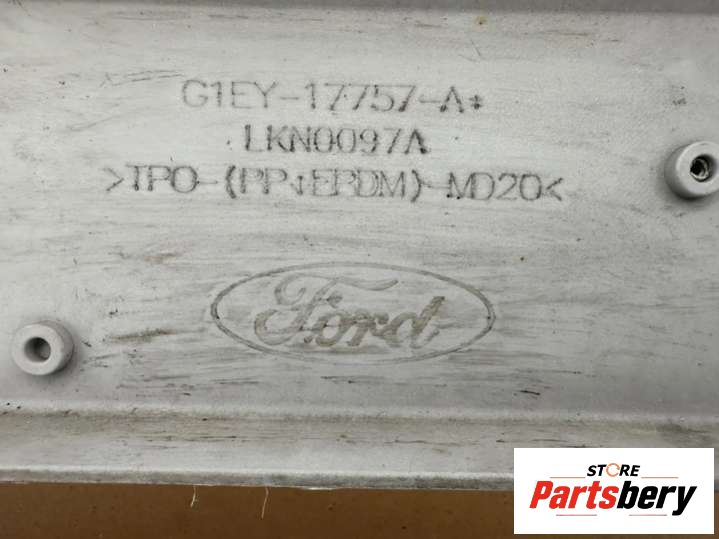 G1EY-17757-A*
LKN0097A
>TPO-(PP+EPDM)-MD20<
Ford
STORE
Partsbery